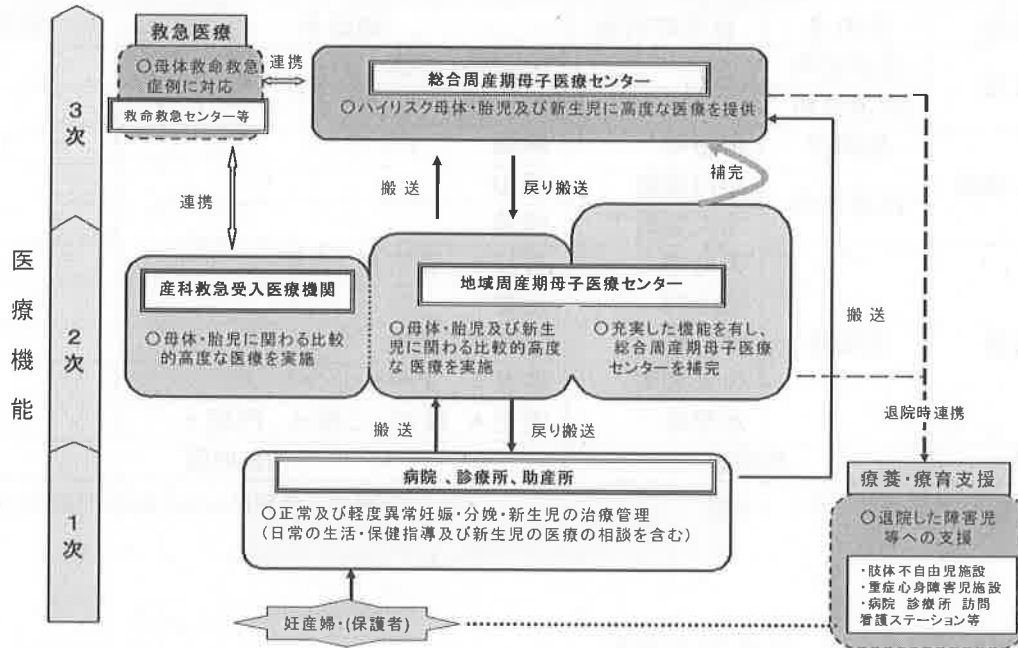 救急医療
○母体救命救急
症例に対応
救命救急センター等
連携
総合周産期母子医療センター
○ハイリスク母体・胎児及び新生児に高度な医療を提供
3次
連携
搬送
戻り搬送
補完
医療機能
2次
産科救急受入医療機関
○母体・胎児に関わる比較
的高度な医療を実施
地域周産期母子医療センター
○母体・胎児及び新生
児に関わる比較的高度
な 医療を実施
○充実した機能を有し、
総合周産期母子医療
センターを補完
搬送
搬送
戻り搬送
退院時連携
1次
病院 、診療所、助産所
○正常及び軽度異常妊娠・分娩・新生児の治療管理
(日常の生活・保健指導及び新生児の医療の相談を含む)
妊産婦・(保護者)
療養・療育支援
○退院した障害児
等への支援
・肢体不自由児施設
・重症心身障害児施設
・病院 診療所 訪問
看護ステーション等